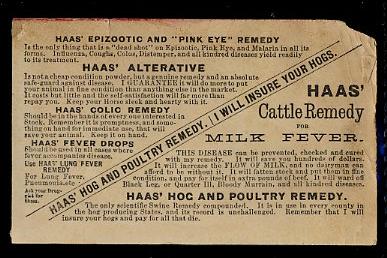 HAAS' EPIZOOTIC AND "PINK EYE" REMEDY
Is the only thing that is a "dead shot" on Epizootic, Pink Eye, and Malaria in all its
forms. Influenza, Coughs, Colds, Distemper, and all kindred diseases yield readily
to its treatment.
HAAS' ALTERATIVE
Is not a cheap condition powder, but a genuine remedy and an absolute
safe-guard against disease. I GUARANTEE it will do more to put
your animal in fine condition than anything else in the market.
It costs but little and the self-satisfaction will far more than
repay you. Keep your Horse sleek and hearty with it.
HAAS' COLIC REMEDY
Should be in the hands of every one interested in
Stock. Remember it is promptness, and some-
thing on hand for immediate use, that will
save your animal. Keep it on hand.
HAAS' FEVER DROPS
Should be used in all cases where
fever accompanies disease.
Use HAAS' LUNG FEVER
REMEDY
For Lung Fever,
Pneumonia, etc
Ask your Drug-
gist for
them.
HAAS' HOG AND POULTRY REMEDY. I WILL INSURE YOUR HOGS.
HAAS'
Cattle Remedy
FOR
MILK FEVER.
THIS DISEASE can be prevented, checked and cured
with my remedy. It will save you hundreds of dollars.
It will increase the FLOW OF MILK, and no dairyman can
afford to be without it. It will fatten stock and put them in fine
condition, and pay for itself in extra pounds of beef. It will ward off
Black Leg, or Quarter Ill, Bloody Murrain, and all kindred diseases.
HAAS' HOG AND POULTRY REMEDY.
The only scientific Swine Remedy compounded. It is in use in every county in
the hog producing States, and its record is unchallenged. Remember that I will
insure your hogs and pay for all that die.